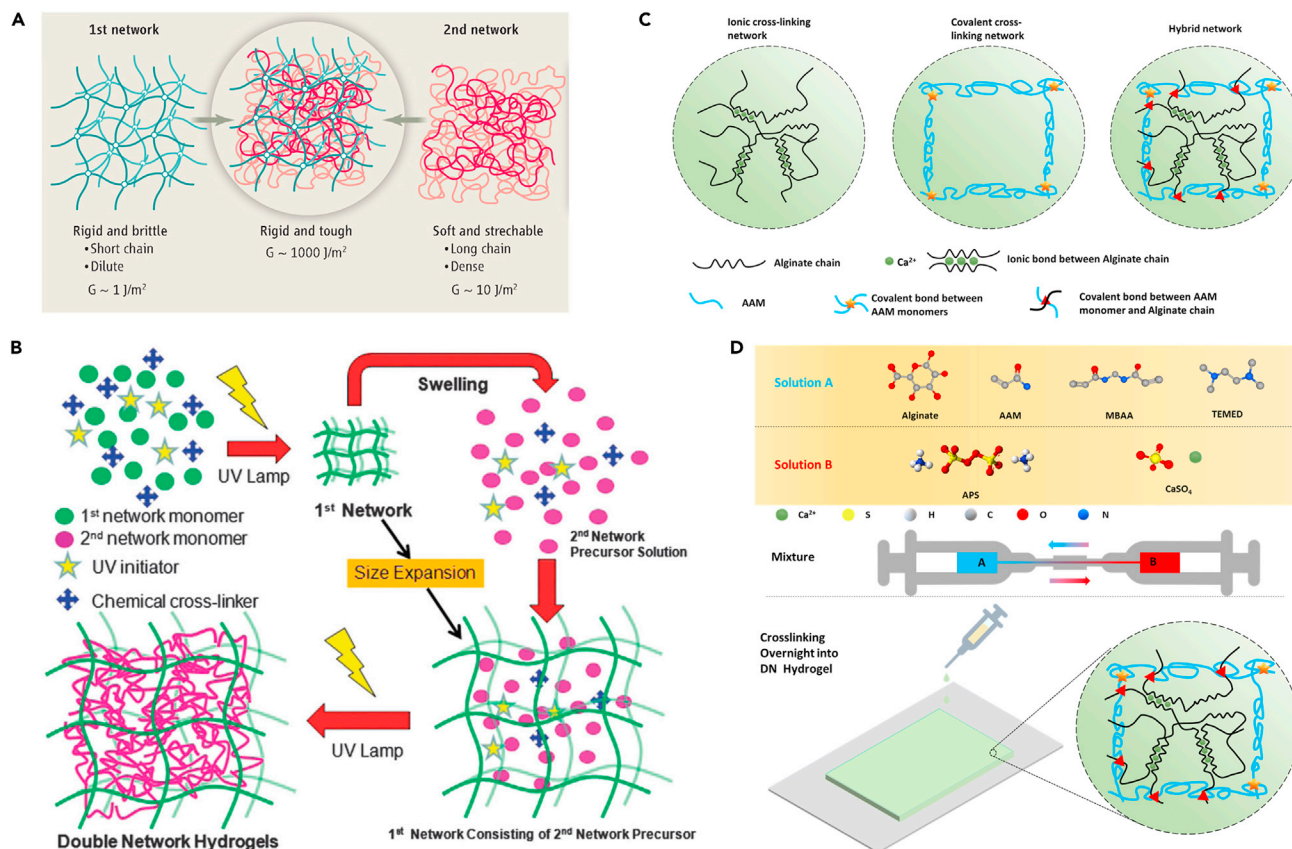 A
1st network
2nd network
Rigid and brittle
•Short chain
•Dilute
G ~ 1 J/m²
Rigid and tough
G ~ 1000 J/m²
Soft and strechable
•Long chain
•Dense
G ~ 10 J/m²
B
UV Lamp
Swelling
1st Network
2nd Network
Precursor Solution
1st network monomer
2nd network monomer
UV initiator
Chemical cross-linker
Size Expansion
UV Lamp
Double Network Hydrogels
1st Network Consisting of 2nd Network Precursor
C
Ionic cross-linking
network
Covalent cross-
linking network
Hybrid network
Alginate chain
Ca²⁺
Ionic bond between Alginate chain
AAM
Covalent bond between
AAM monomers
Covalent bond between AAM
monomer and Alginate chain
D
Solution A
Alginate
AAM
MBAA
TEMED
Solution B
APS
CaSO₄
Ca²⁺
S
H
C
O
N
Mixture
A
B
Crosslinking
Overnight into
DN Hydrogel